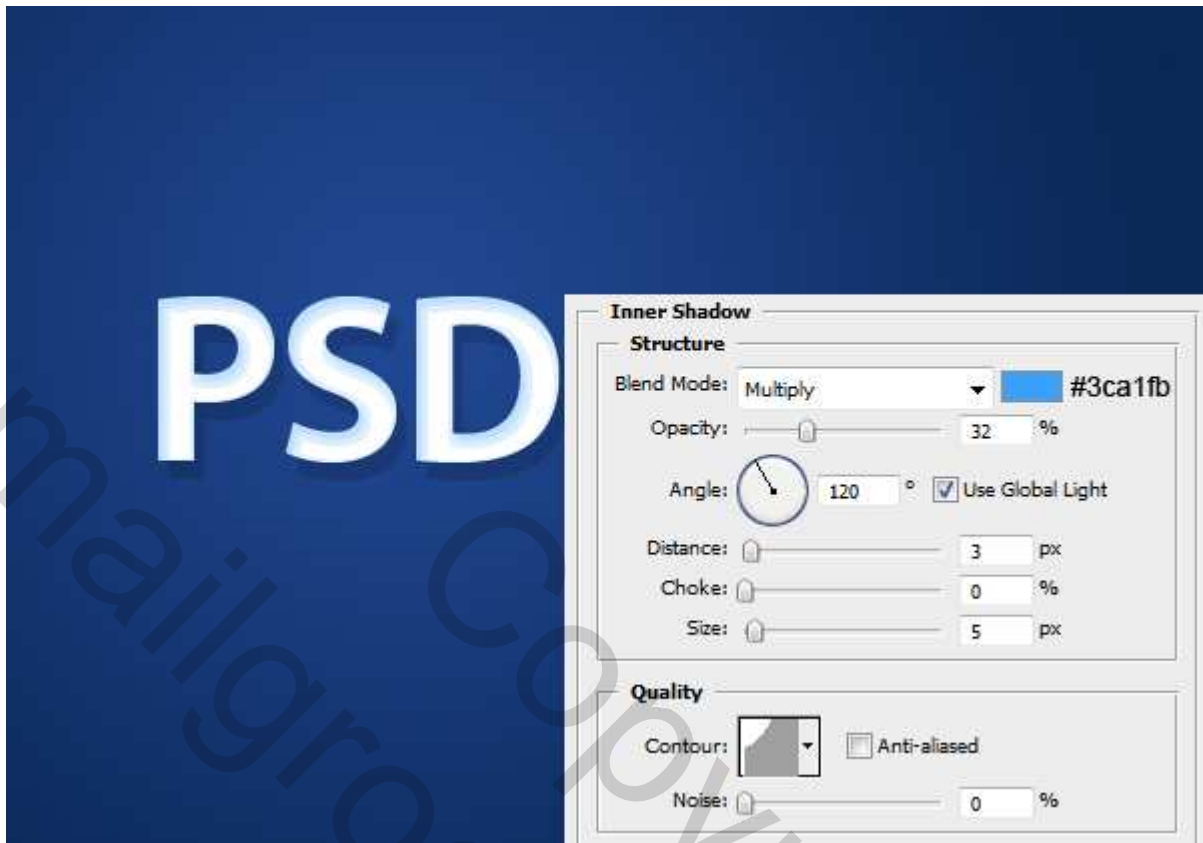 PSD
Inner Shadow
Structure
Blend Mode: Multiply #3ca1fb
Opacity: 32 %
Angle: 120 ° Use Global Light
Distance: 3 px
Choke: 0 %
Size: 5 px
Quality
Contour: Anti-aliased
Noise: 0 %